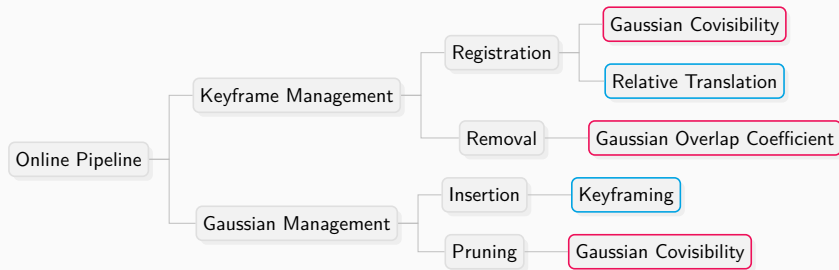 Online Pipeline
Keyframe Management
Registration
Gaussian Covisibility
Relative Translation
Removal
Gaussian Overlap Coefficient
Gaussian Management
Insertion
Keyframing
Pruning
Gaussian Covisibility